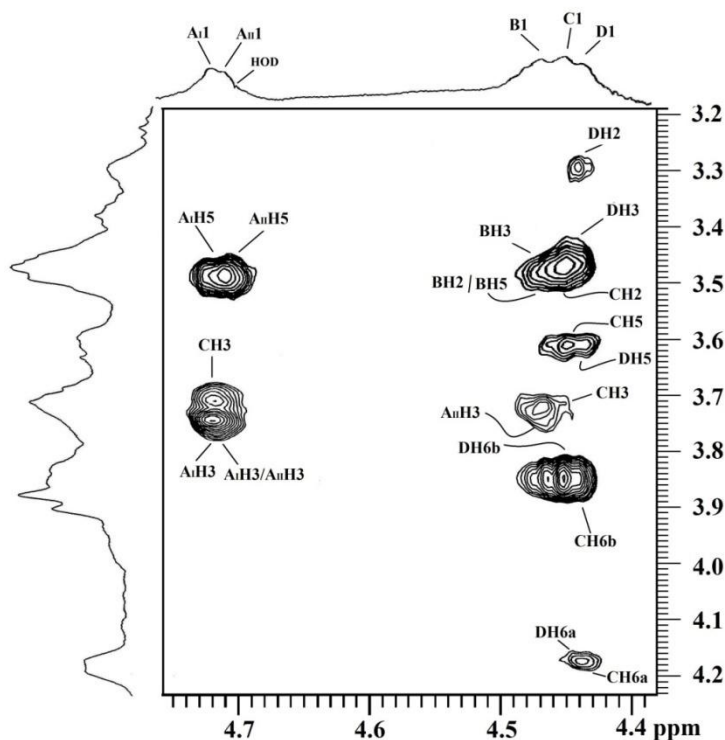 AI1 AII1 HOD B1 C1 D1
3.2
DH2
3.3
AIH5 AIIH5 BH3 DH3
3.4
BH2/BH5 CH2
3.5
CH3 CH5
3.6
DH5
AIIH3 CH3
3.7
AIH3 AIH3/AIIH3 DH6b
3.8
CH6b
3.9
4.0
4.1
DH6a
CH6a
4.2
4.7 4.6 4.5 4.4 ppm